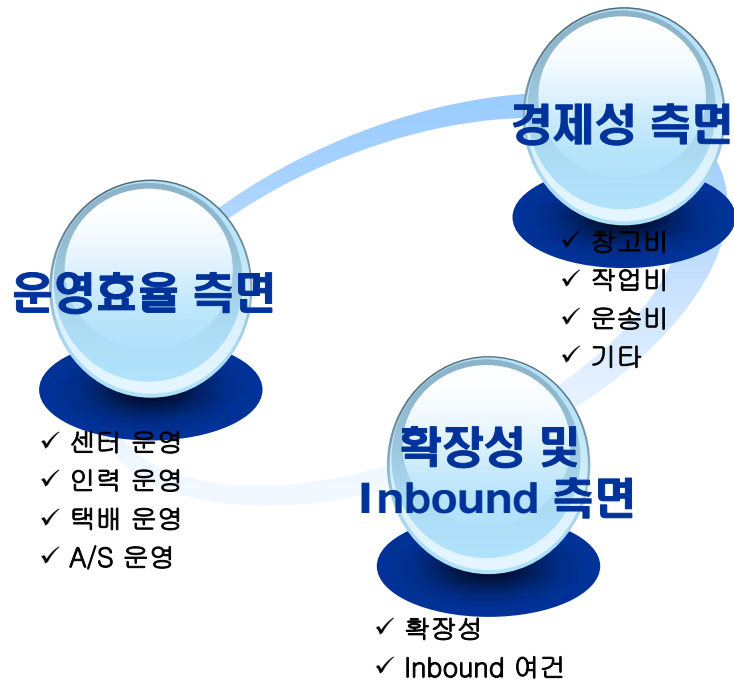 경제성 측면
✓ 창고비
✓ 작업비
✓ 운송비
✓ 기타
운영효율 측면
✓ 센터 운영
✓ 인력 운영
✓ 택배 운영
✓ A/S 운영
확장성 및
Inbound 측면
✓ 확장성
✓ Inbound 여건